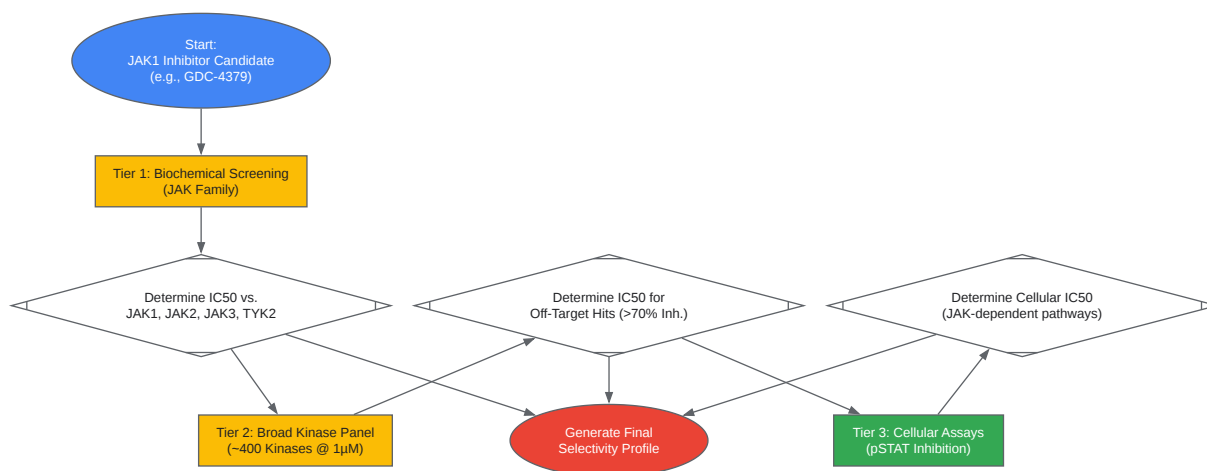 Start:
JAK1 Inhibitor Candidate
(e.g., GDC-4379)
Tier 1: Biochemical Screening
(JAK Family)
Determine IC50 vs.
JAK1, JAK2, JAK3, TYK2
Determine IC50 for
Off-Target Hits (>70% Inh.)
Determine Cellular IC50
(JAK-dependent pathways)
Tier 2: Broad Kinase Panel
(~400 Kinases @ 1µM)
Generate Final
Selectivity Profile
Tier 3: Cellular Assays
(pSTAT Inhibition)